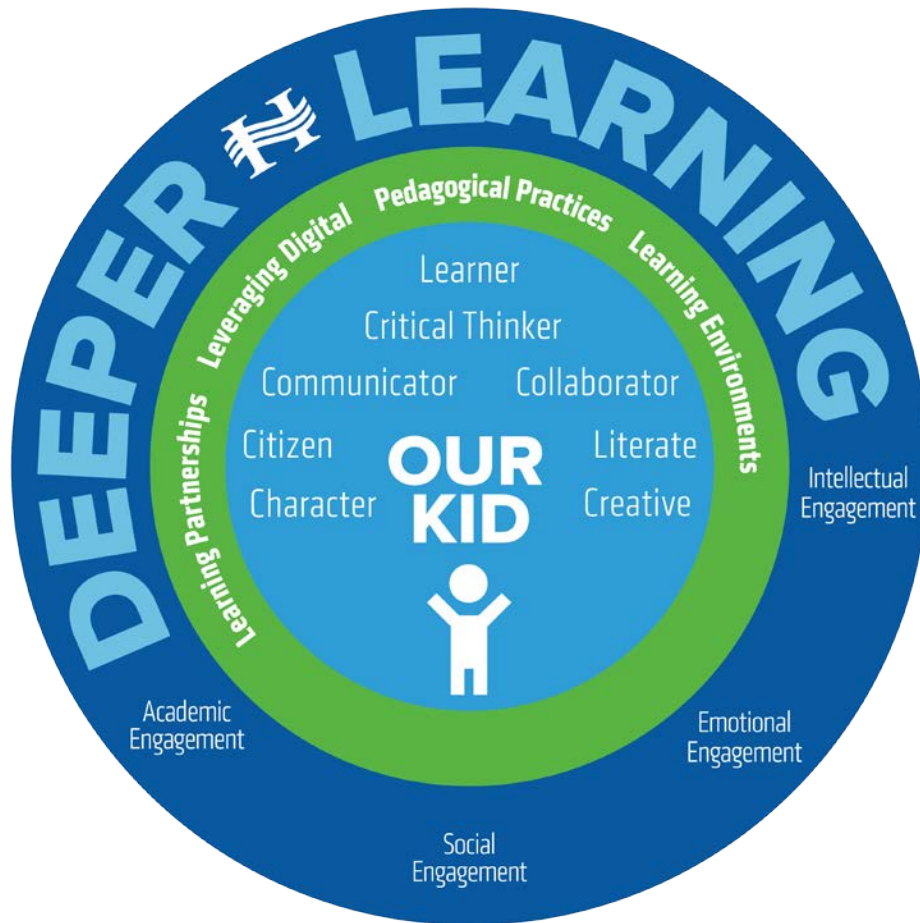 DEEPER LEARNING
Learning Partnerships
Leveraging Digital
Pedagogical Practices
Learning Environments
Learner
Critical Thinker
Communicator
Collaborator
Citizen
Literate
Character
Creative
OUR
KID
Intellectual
Engagement
Academic
Engagement
Emotional
Engagement
Social
Engagement